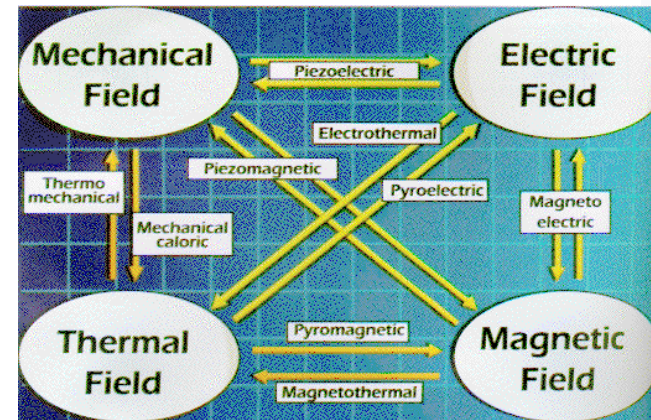 Mechanical
Field
Electric
Field
Piezoelectric
Electrothermal
Piezomagnetic
Pyroelectric
Thermo
mechanical
Mechanical
caloric
Magneto
electric
Thermal
Field
Pyromagnetic
Magnetothermal
Magnetic
Field